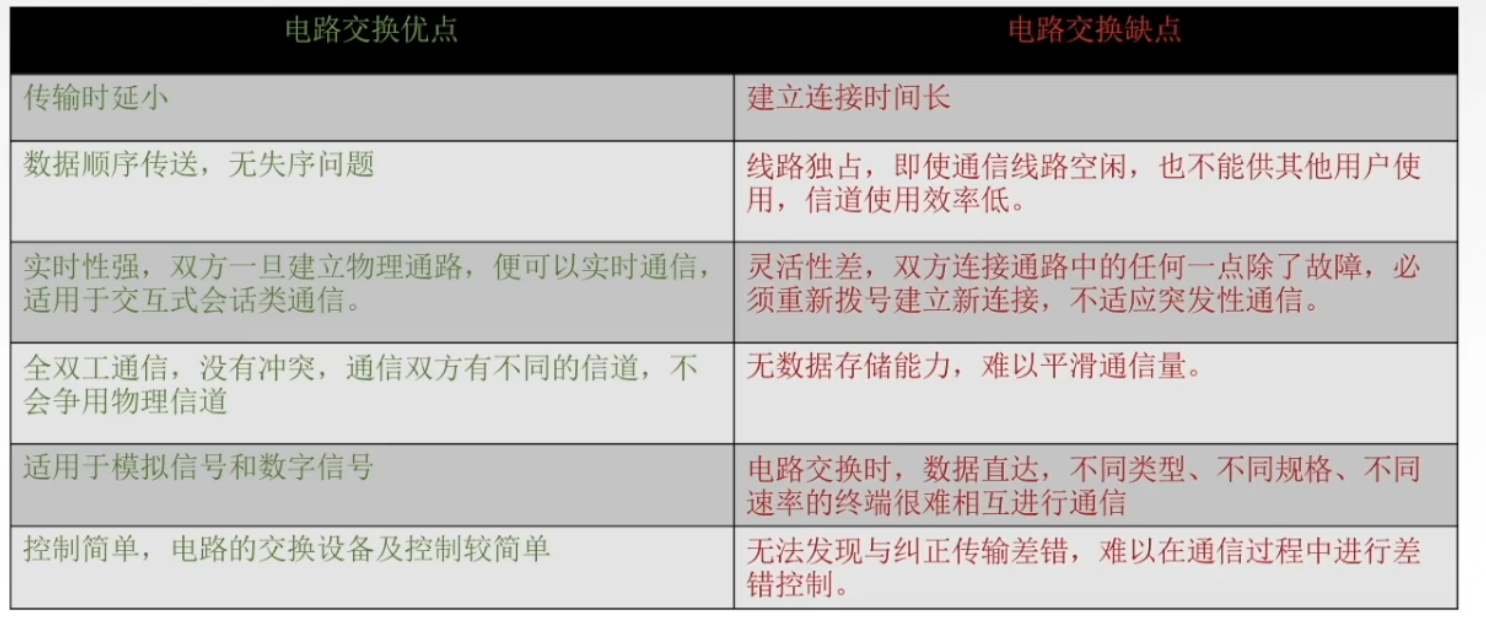 电路交换优点
电路交换缺点
传输时延小
建立连接时间长
数据顺序传送，无失序问题
线路独占，即使通信线路空闲，也不能供其他用户使
用，信道使用效率低。
实时性强，双方一旦建立物理通路，便可以实时通信，
适用于交互式会话类通信。
灵活性差，双方连接通路中的任何一点除了故障，必
须重新拨号建立新连接，不适应突发性通信。
全双工通信，没有冲突，通信双方有不同的信道，不
会争用物理信道
无数据存储能力，难以平滑通信量。
适用于模拟信号和数字信号
电路交换时，数据直达，不同类型、不同规格、不同
速率的终端很难相互进行通信
控制简单，电路的交换设备及控制较简单
无法发现与纠正传输差错，难以在通信过程中进行差
错控制。